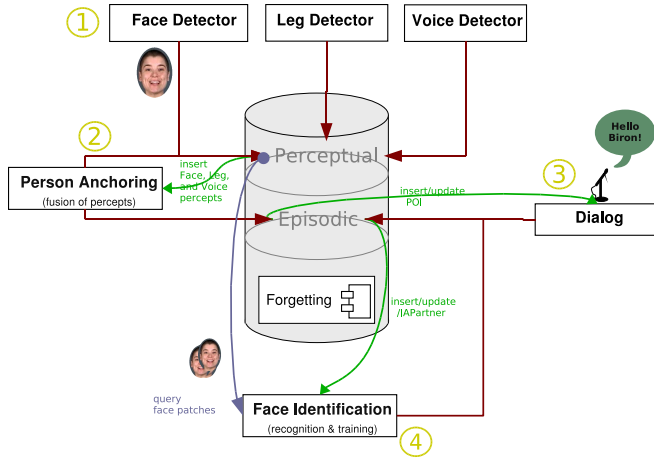 1
Face Detector
Leg Detector
Voice Detector
2
Hello
Biron!
Perceptual
insert
Face, Leg,
and Voice
percepts
3
Person Anchoring
(fusion of percepts)
insert/update
POI
Episodic
Dialog
Forgetting
insert/update
/IAPartner
query
face patches
Face Identification
(recognition & training)
4